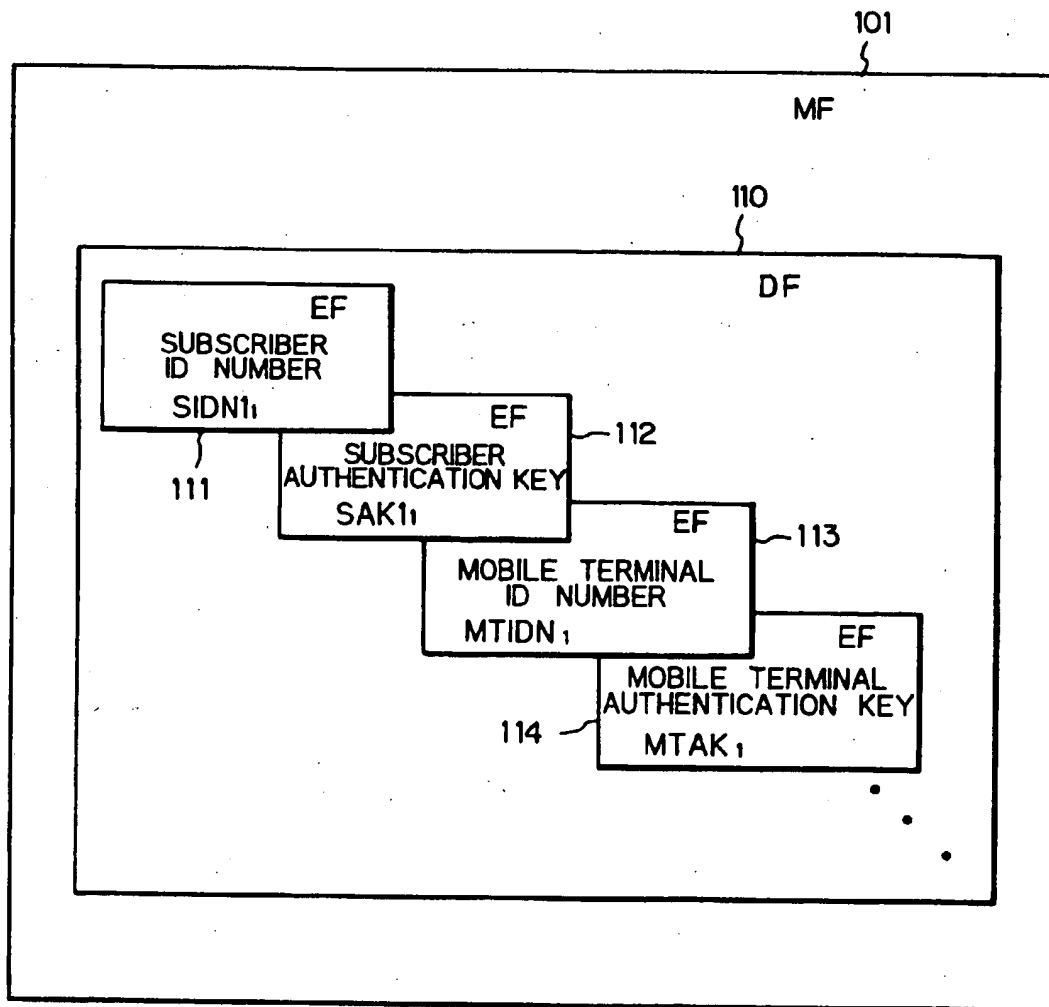 101
MF
110
DF
EF
SUBSCRIBER
ID NUMBER
SIDN1₁
111
EF
SUBSCRIBER
AUTHENTICATION KEY
SAK1₁
112
EF
MOBILE TERMINAL
ID NUMBER
MTIDN₁
113
EF
MOBILE TERMINAL
AUTHENTICATION KEY
MTAK₁
114